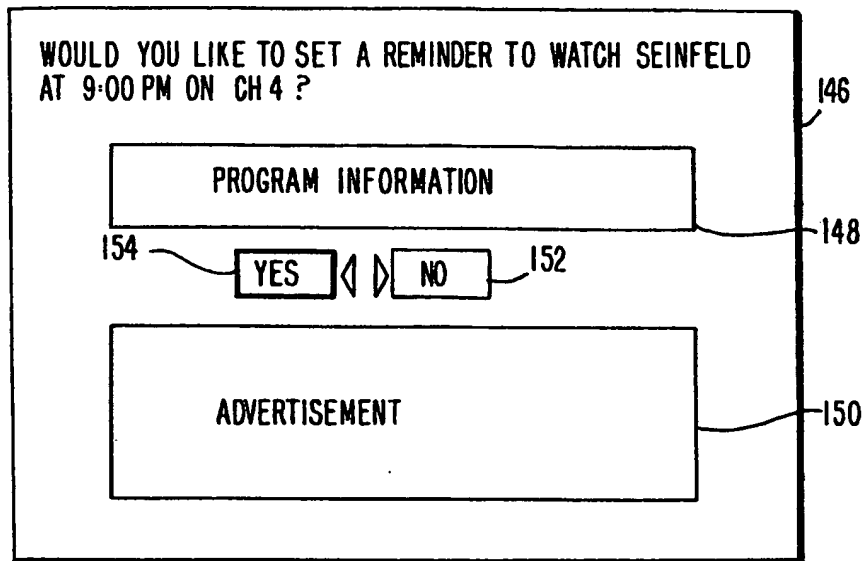 WOULD YOU LIKE TO SET A REMINDER TO WATCH SEINFELD
AT 9:00 PM ON CH 4 ?
146
PROGRAM INFORMATION
148
154
YES
NO
152
ADVERTISEMENT
150